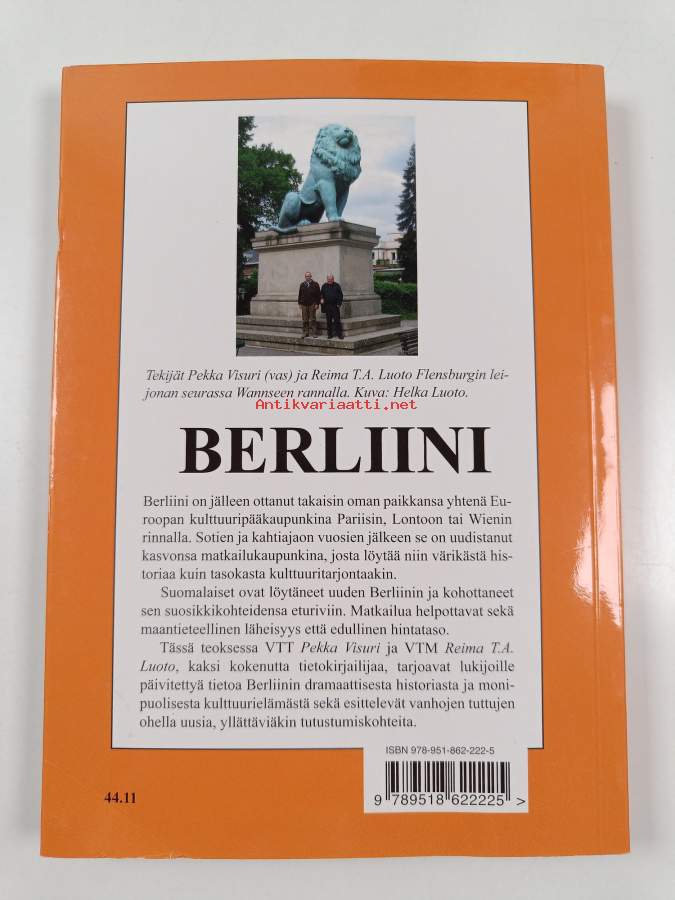 Tekijät Pekka Visuri (vas) ja Reima T.A. Luoto Flensburgin lei-
jonan seurassa Wannseen rannalla. Kuva: Helka Luoto.
Antikvariaatti.net
BERLIINI
Berliini on jälleen ottanut takaisin oman paikkansa yhtenä Eu-
roopan kulttuuripääkaupunkina Pariisin, Lontoon tai Wienin
rinnalla. Sotien ja kahtiajaon vuosien jälkeen se on uudistanut
kasvonsa matkailukaupunkina, josta löytää niin värikästä his-
toriaa kuin tasokasta kulttuuritarjontaakin.
Suomalaiset ovat löytäneet uuden Berliinin ja kohottaneet
sen suosikkikohteidensa eturiviin. Matkailua helpottavat sekä
maantieteellinen läheisyys että edullinen hintataso.
Tässä teoksessa VTT Pekka Visuri ja VTM Reima T.A.
Luoto, kaksi kokenutta tietokirjailijaa, tarjoavat lukijoille
päivitettyä tietoa Berliinin dramaattisesta historiasta ja moni-
puolisesta kulttuurielämästä sekä esittelevät vanhojen tuttujen
ohella uusia, yllättäviäkin tutustumiskohteita.
ISBN 978-951-862-222-5
44.11
9 789518 622225 >